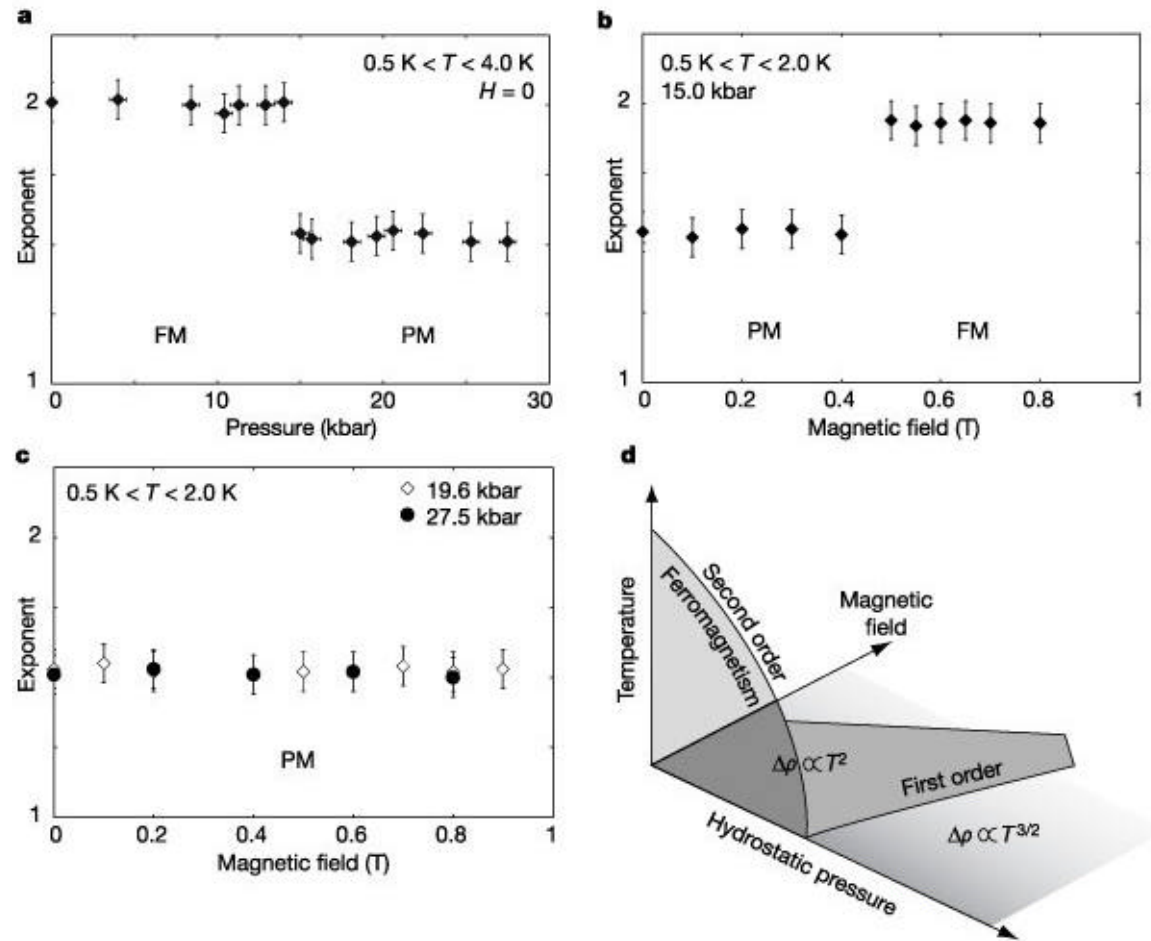 a
0.5 K < T < 4.0 K
H = 0
2
Exponent
FM
PM
1
0
10
20
30
Pressure (kbar)
b
0.5 K < T < 2.0 K
15.0 kbar
2
Exponent
PM
FM
1
0
0.2
0.4
0.6
0.8
1
Magnetic field (T)
c
0.5 K < T < 2.0 K
19.6 kbar
27.5 kbar
2
Exponent
PM
1
0
0.2
0.4
0.6
0.8
1
Magnetic field (T)
d
Temperature
Second order
Ferromagnetism
Magnetic
field
Δρ ∝ T²
First order
Δρ ∝ T³ᐟ²
Hydrostatic pressure